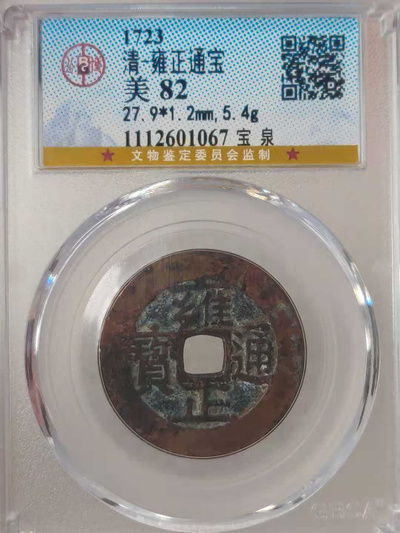 1723
清-雍正通宝
美 82
27.9*1.2mm,5.4g
1112601067 宝 泉
★ 文物鉴定委员会监制 ★
雍
寶 通
正